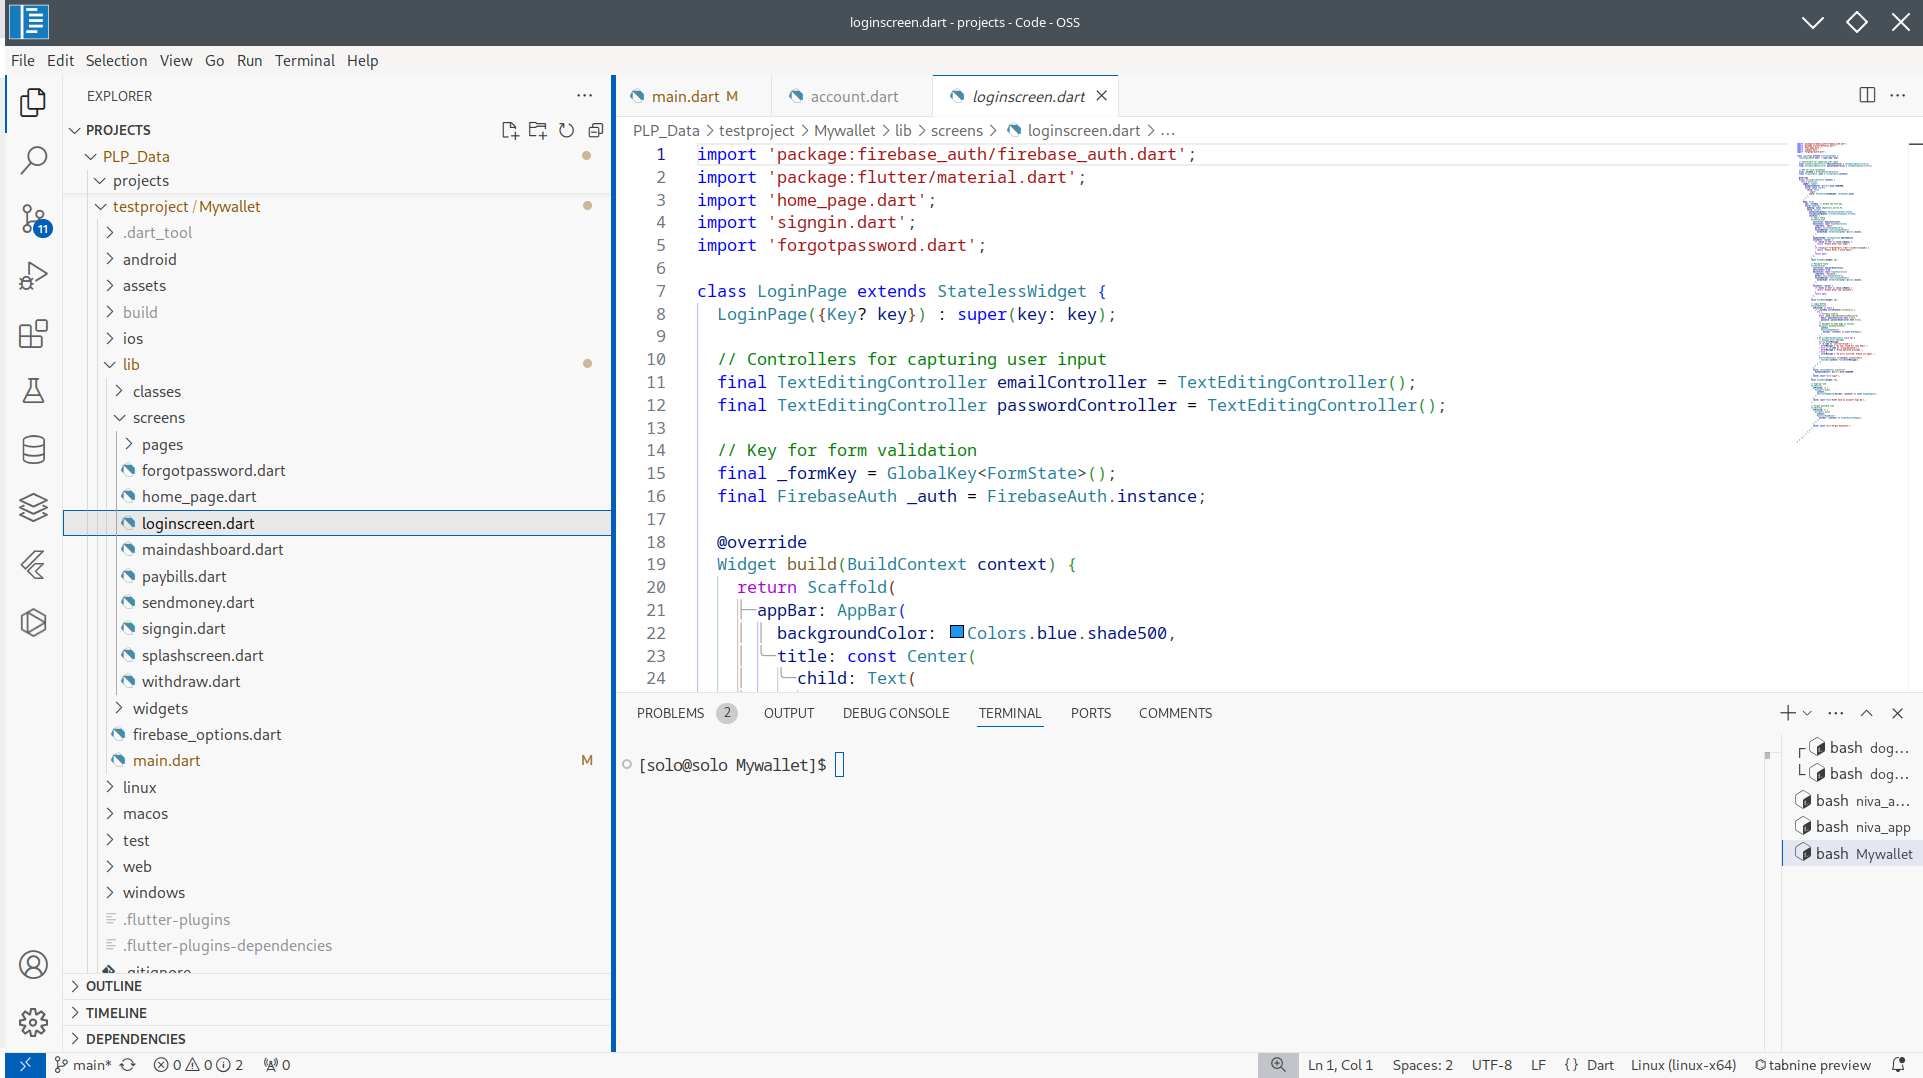 loginscreen.dart - projects - Code - OSS
File Edit Selection View Go Run Terminal Help
EXPLORER
PROJECTS
PLP_Data
projects
testproject / Mywallet
.dart_tool
android
assets
build
ios
lib
classes
screens
pages
forgotpassword.dart
home_page.dart
loginscreen.dart
maindashboard.dart
paybills.dart
sendmoney.dart
signgin.dart
splashscreen.dart
withdraw.dart
widgets
firebase_options.dart
main.dart M
linux
macos
test
web
windows
.flutter-plugins
.flutter-plugins-dependencies
.gitignore
OUTLINE
TIMELINE
DEPENDENCIES
11
main.dart M account.dart loginscreen.dart
PLP_Data > testproject > Mywallet > lib > screens > loginscreen.dart > ...
1 import 'package:firebase_auth/firebase_auth.dart';
2 import 'package:flutter/material.dart';
3 import 'home_page.dart';
4 import 'signgin.dart';
5 import 'forgotpassword.dart';
6
7 class LoginPage extends StatelessWidget {
8 LoginPage({Key? key}) : super(key: key);
9
10 // Controllers for capturing user input
11 final TextEditingController emailController = TextEditingController();
12 final TextEditingController passwordController = TextEditingController();
13
14 // Key for form validation
15 final _formKey = GlobalKey<FormState>();
16 final FirebaseAuth _auth = FirebaseAuth.instance;
17
18 @override
19 Widget build(BuildContext context) {
20 return Scaffold(
21 appBar: AppBar(
22 backgroundColor: Colors.blue.shade500,
23 title: const Center(
24 child: Text(
PROBLEMS 2 OUTPUT DEBUG CONSOLE TERMINAL PORTS COMMENTS
[solo@solo Mywallet]$
bash dog...
bash dog...
bash niva_a...
bash niva_app
bash Mywallet
main* 0 0 2 0 Ln 1, Col 1 Spaces: 2 UTF-8 LF {} Dart Linux (linux-x64) tabnine preview